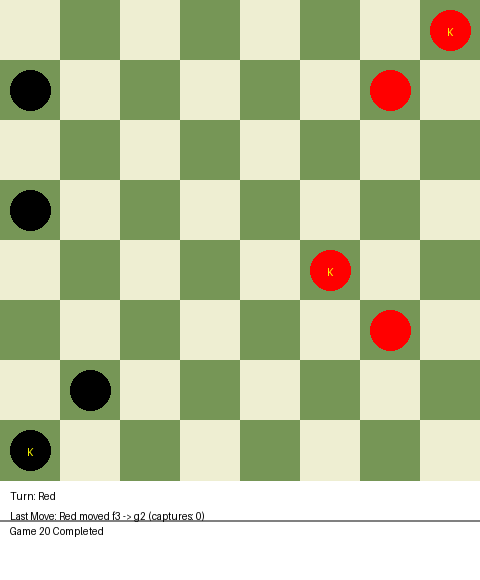 K
K
K
Turn: Red
Last Move: Red moved f3 -> g2 (captures: 0)
Game 20 Completed